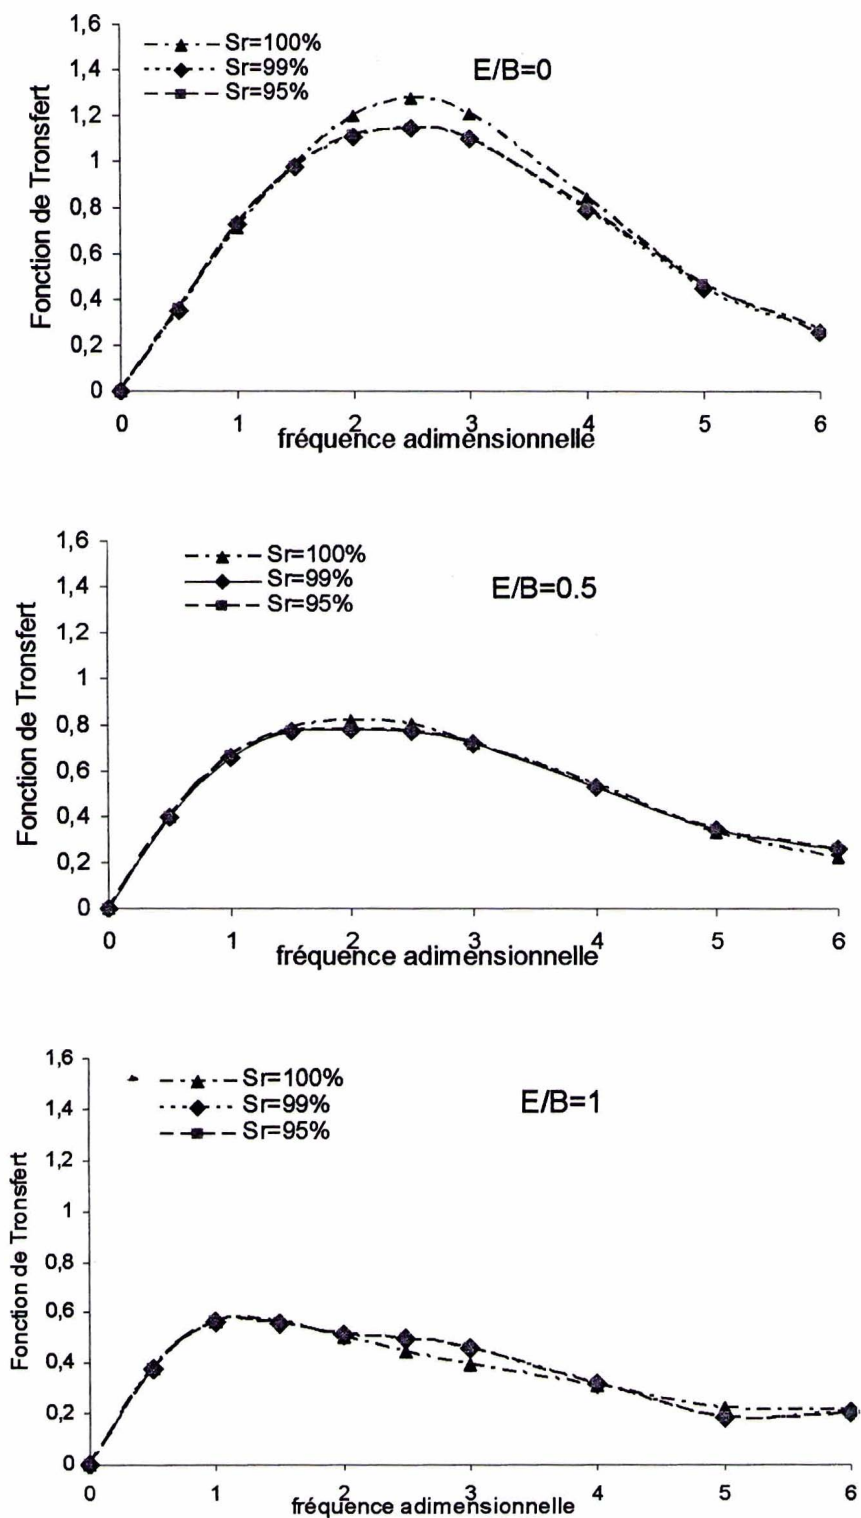 1,6
1,4
1,2
1
0,8
0,6
0,4
0,2
0
Fonction de Tronsfert
Sr=100%
Sr=99%
Sr=95%
E/B=0
0 1 2 3 4 5 6
fréquence adimensionnelle
1,6
1,4
1,2
1
0,8
0,6
0,4
0,2
0
Fonction de Tronsfert
Sr=100%
Sr=99%
Sr=95%
E/B=0.5
0 1 2 3 4 5 6
fréquence adimensionnelle
1,6
1,4
1,2
1
0,8
0,6
0,4
0,2
0
Fonction de Tronsfert
Sr=100%
Sr=99%
Sr=95%
E/B=1
0 1 2 3 4 5 6
fréquence adimensionnelle